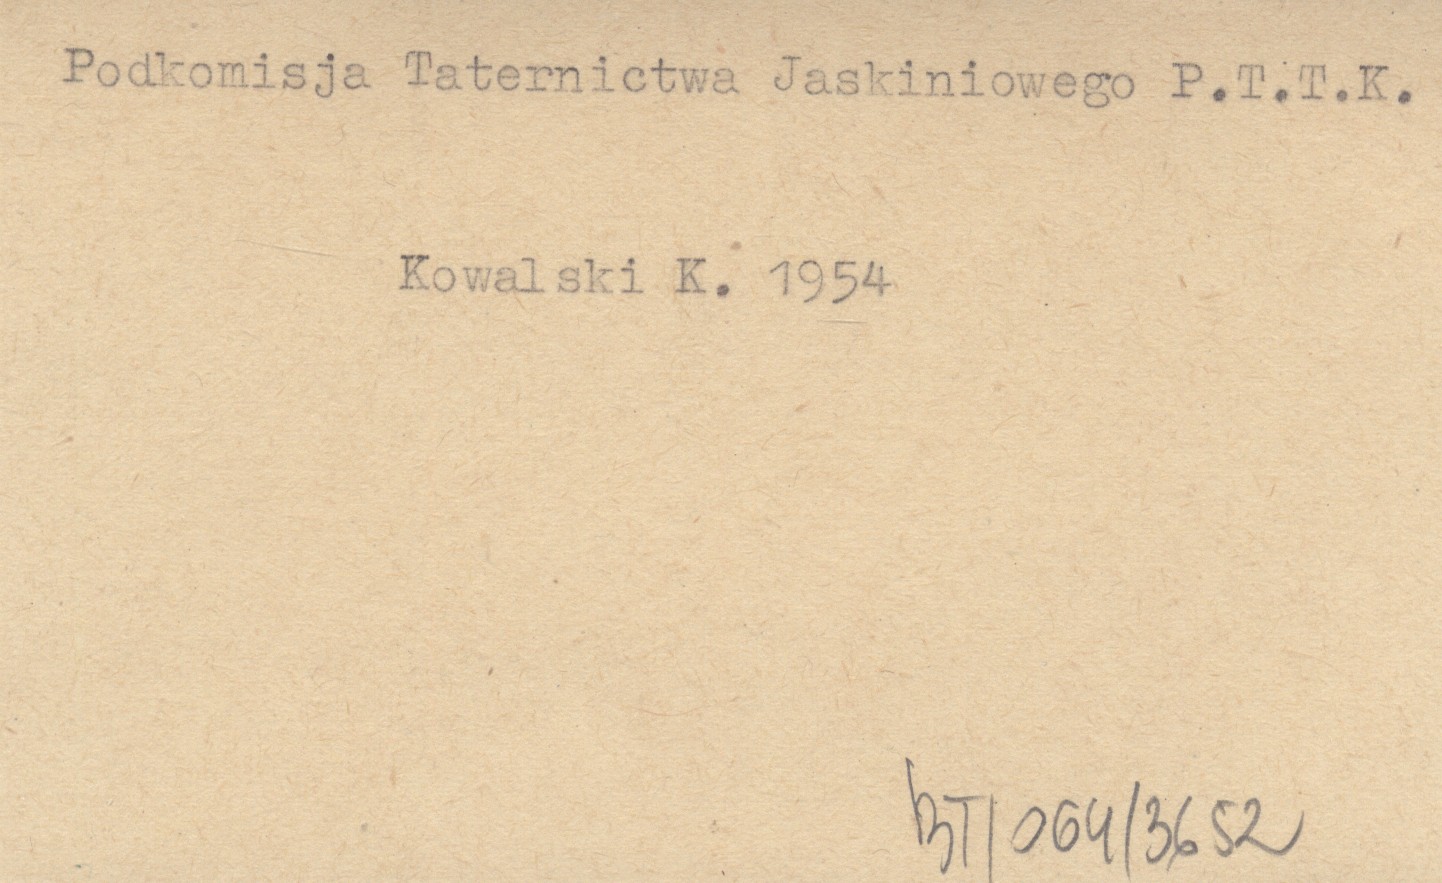 Podkomisja Taternictwa Jaskiniowego P.T.T.K.
Kowalski K. 1954
BT/064/3652